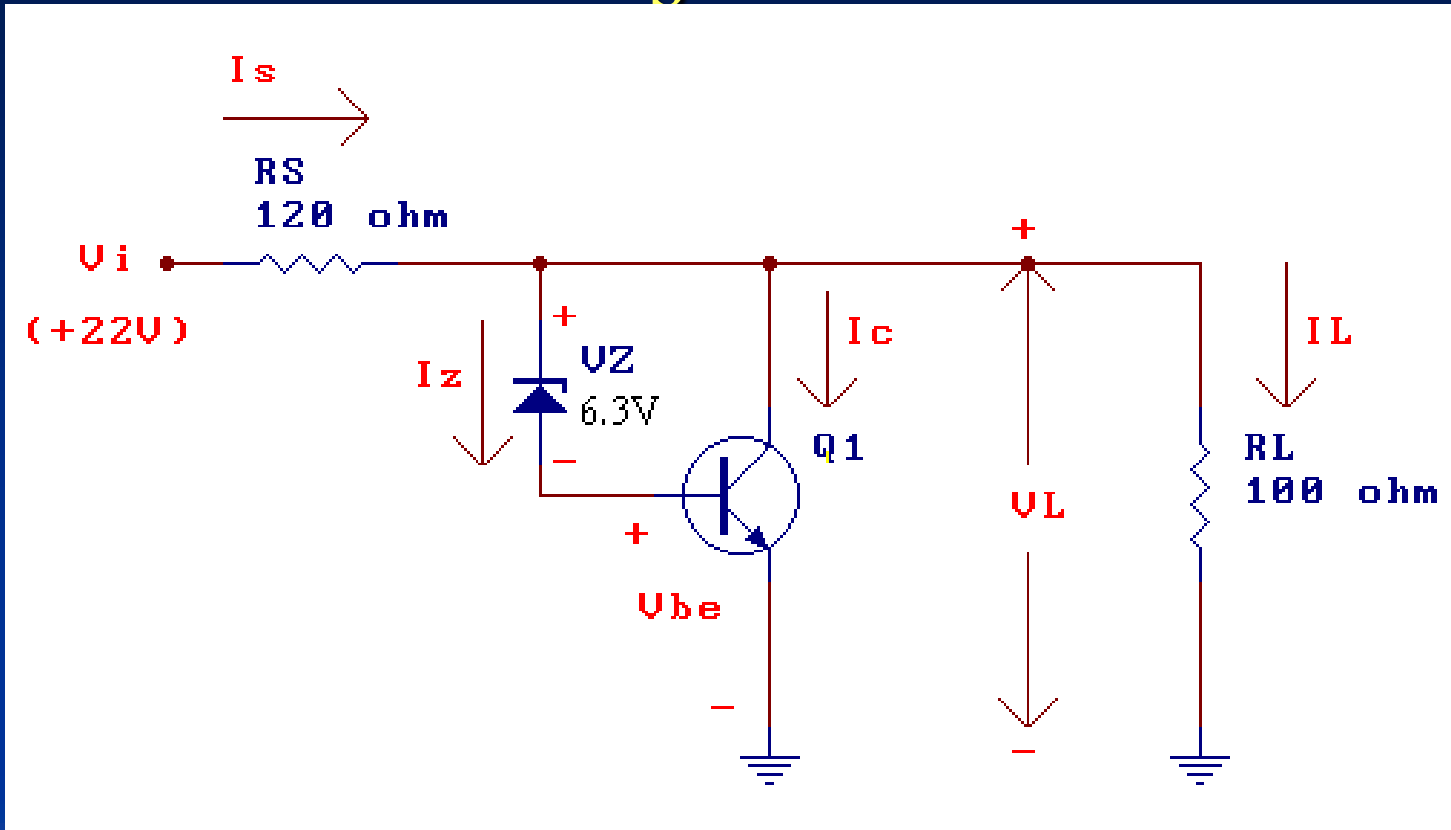 Is
RS
120 ohm
Vi
(+22V)
+
Iz
+
VZ
6.3V
-
Ic
Q1
+
Vbe
-
+
VL
-
IL
RL
100 ohm